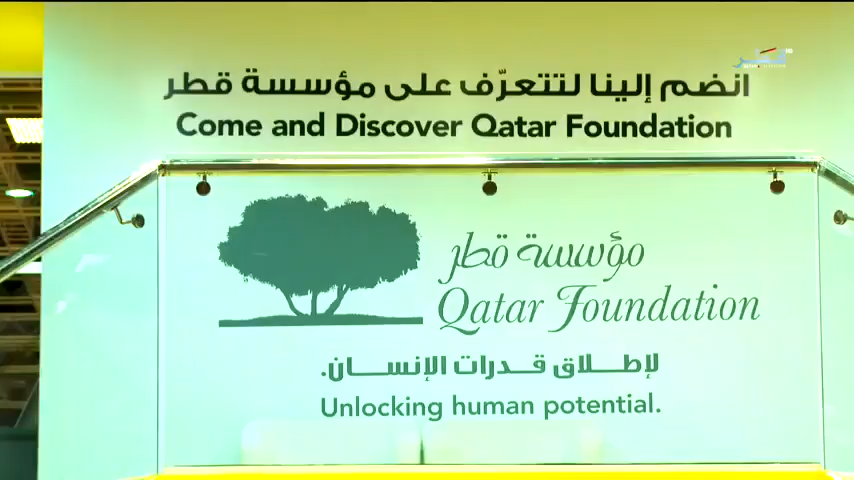 انضم إلينا لتتعرّف على مؤسسة قطر
Come and Discover Qatar Foundation
مؤسسة قطر
Qatar Foundation
لإطلاق قدرات الإنسان.
Unlocking human potential.